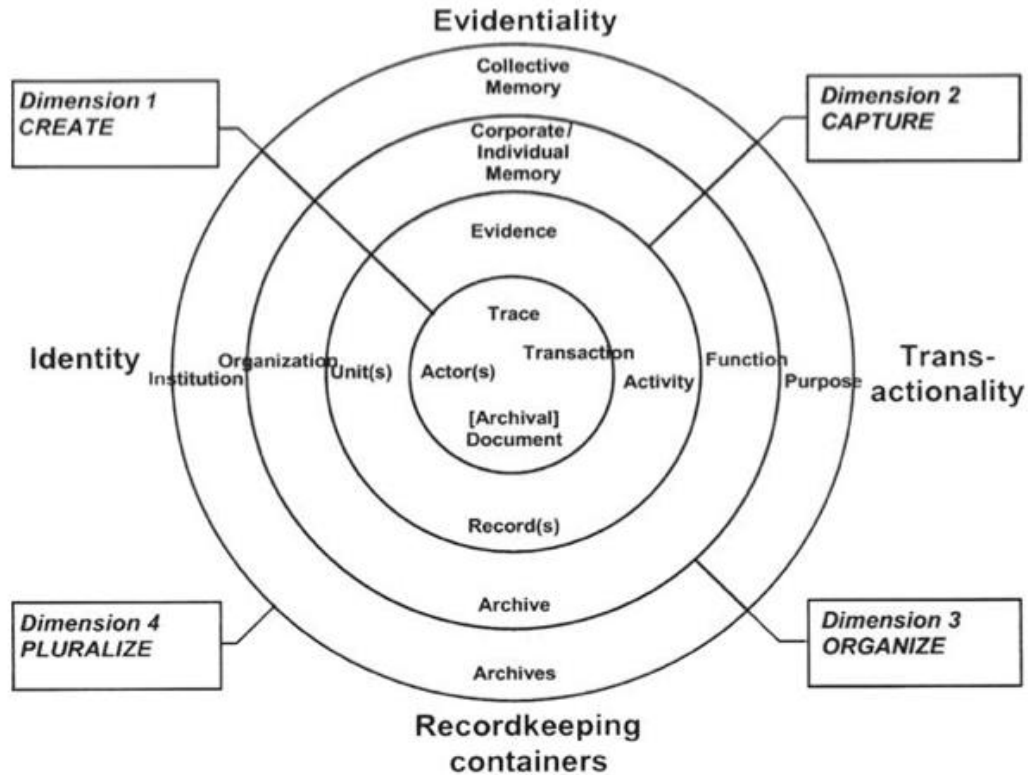 Evidentiality
Collective
Memory
Dimension 1
CREATE
Dimension 2
CAPTURE
Corporate/
Individual
Memory
Evidence
Trace
Transaction
Identity
Organization
Institution
Unit(s)
Actor(s)
Activity
Function
Purpose
Trans-
actionality
[Archival]
Document
Record(s)
Archive
Dimension 4
PLURALIZE
Dimension 3
ORGANIZE
Archives
Recordkeeping
containers